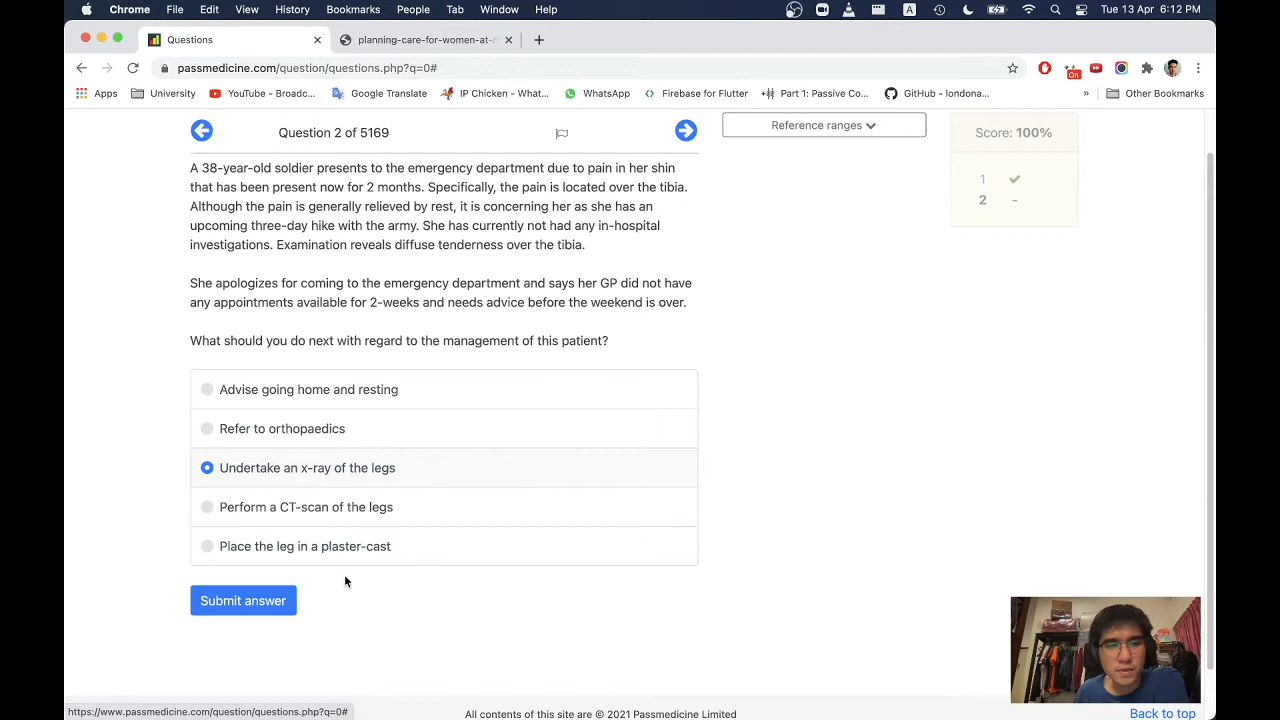 Chrome File Edit View History Bookmarks People Tab Window Help A Tue 13 Apr 6:12 PM
Questions planning-care-for-women-at-m
passmedicine.com/question/questions.php?q=0# On
Apps University YouTube - Broadc... Google Translate IP Chicken - What... WhatsApp Firebase for Flutter Part 1: Passive Co... GitHub - londona... » Other Bookmarks
Question 2 of 5169
Reference ranges
Score: 100%
1
2 -
A 38-year-old soldier presents to the emergency department due to pain in her shin
that has been present now for 2 months. Specifically, the pain is located over the tibia.
Although the pain is generally relieved by rest, it is concerning her as she has an
upcoming three-day hike with the army. She has currently not had any in-hospital
investigations. Examination reveals diffuse tenderness over the tibia.
She apologizes for coming to the emergency department and says her GP did not have
any appointments available for 2-weeks and needs advice before the weekend is over.
What should you do next with regard to the management of this patient?
Advise going home and resting
Refer to orthopaedics
Undertake an x-ray of the legs
Perform a CT-scan of the legs
Place the leg in a plaster-cast
Submit answer
https://www.passmedicine.com/question/questions.php?q=0#
All contents of this site are © 2021 Passmedicine Limited
Back to top